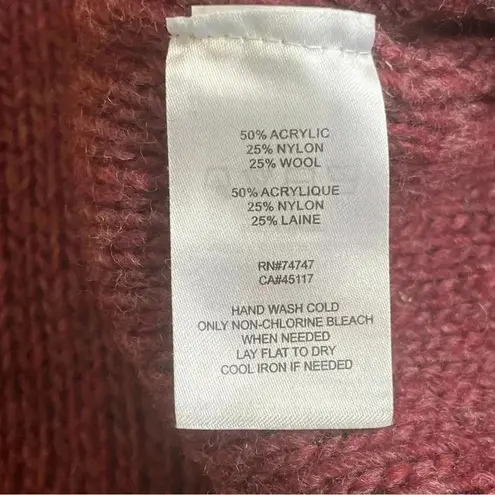 50% ACRYLIC
25% NYLON
25% WOOL
50% ACRYLIQUE
25% NYLON
25% LAINE
RN#74747
CA#45117
HAND WASH COLD
ONLY NON-CHLORINE BLEACH
WHEN NEEDED
LAY FLAT TO DRY
COOL IRON IF NEEDED